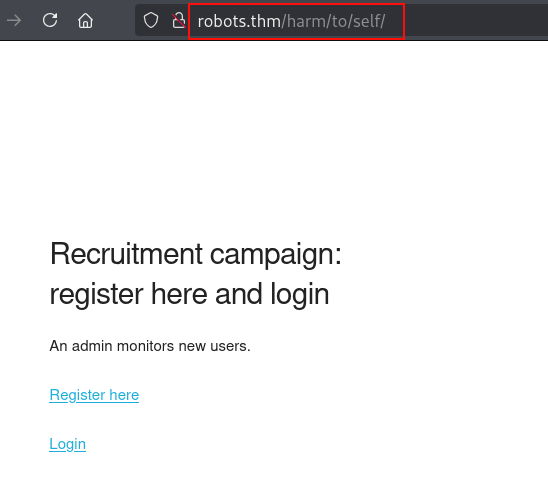 robots.thm/harm/to/self/
Recruitment campaign:
register here and login
An admin monitors new users.
Register here
Login